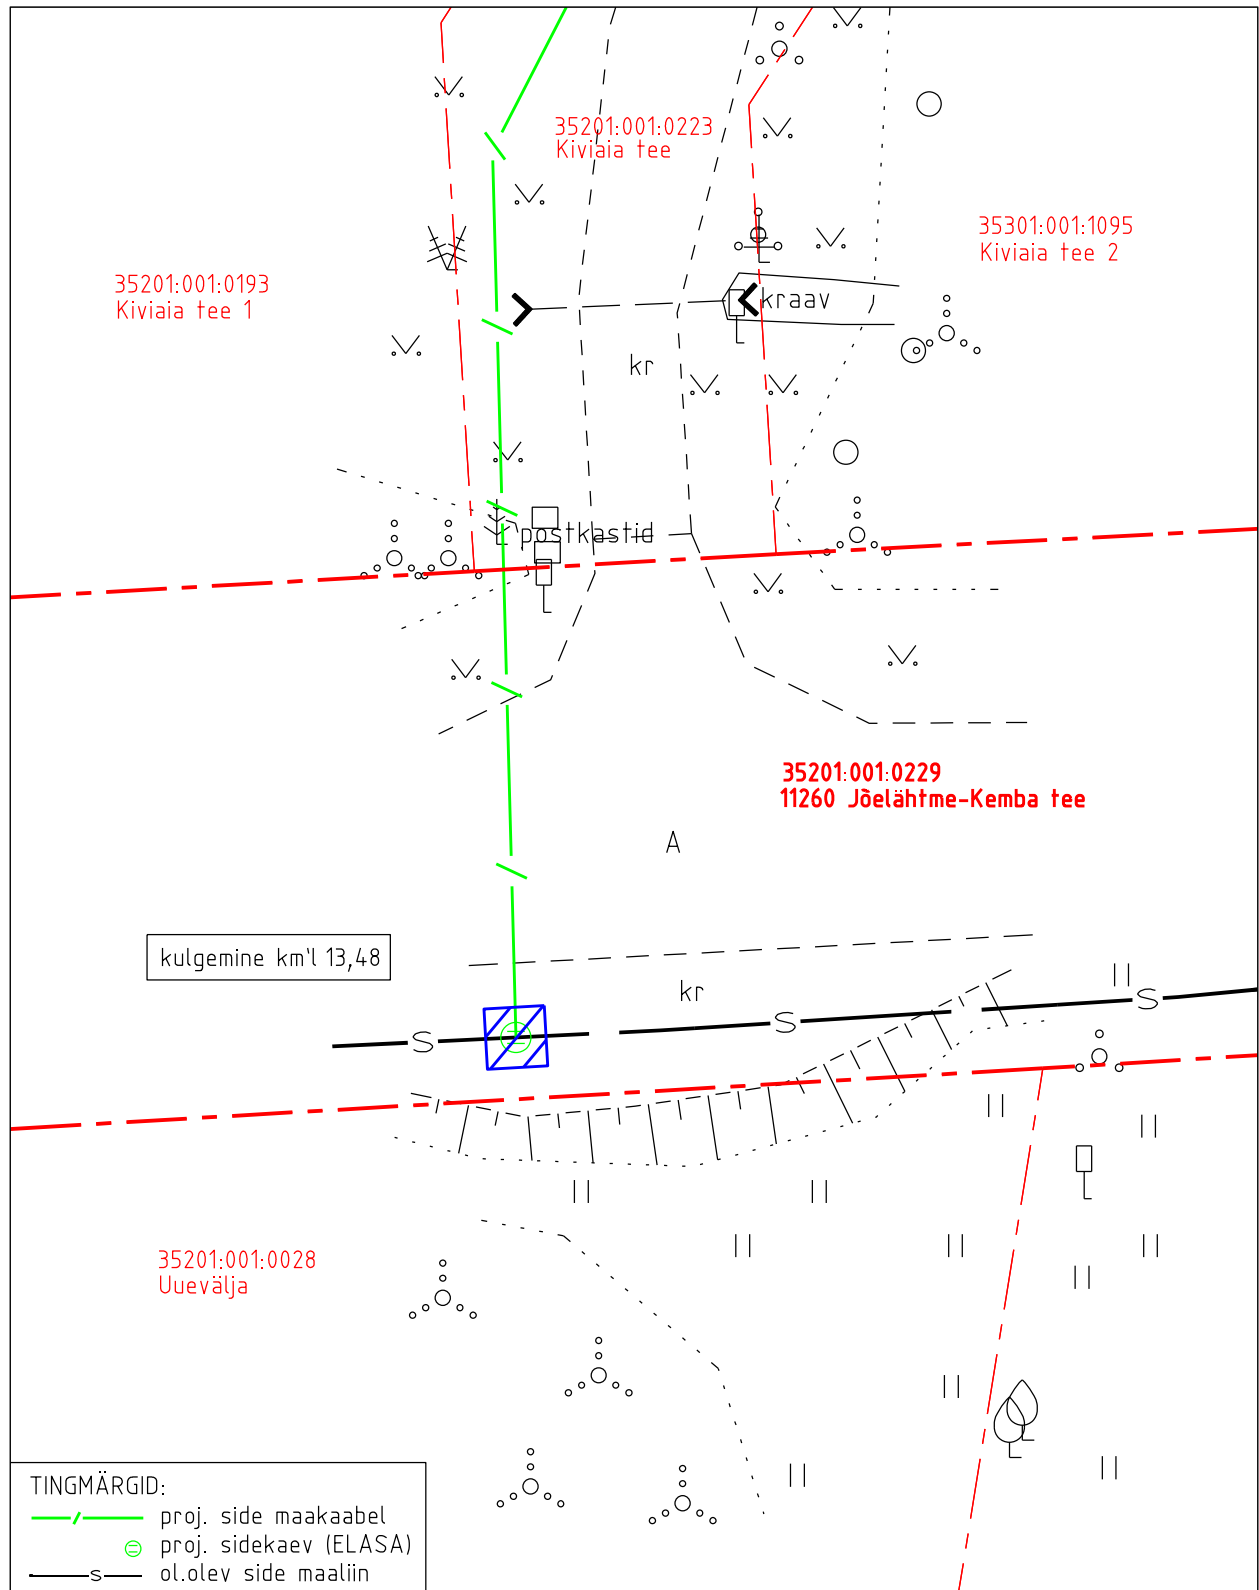 35201:001:0223
Kiviaia tee
35301:001:1095
Kiviaia tee 2
35201:001:0193
Kiviaia tee 1
kraav
kr
postkastid
35201:001:0229
11260 Jõelähtme-Kemba tee
A
kulgemine km'l 13,48
kr
S
S
S
35201:001:0028
Uuevälja
TINGMÄRGID:
proj. side maakaabel
proj. sidekaev (ELASA)
S ol.olev side maaliin